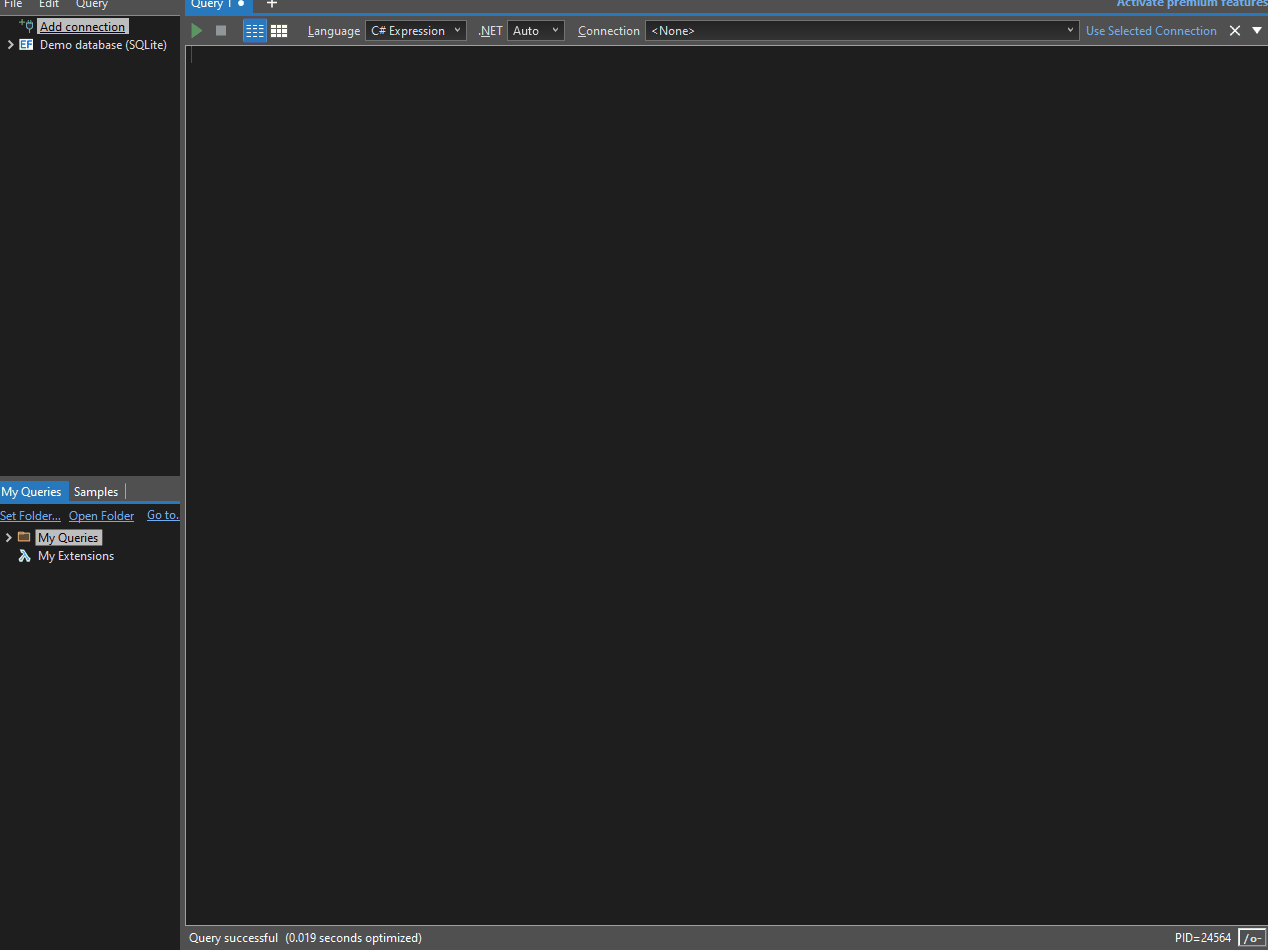 File Edit Query
Query 1
Activate premium features
Add connection
EF Demo database (SQLite)
Language C# Expression .NET Auto Connection <None> Use Selected Connection
My Queries Samples
Set Folder... Open Folder Go to.
My Queries
My Extensions
Query successful (0.019 seconds optimized)
PID=24564 /o-